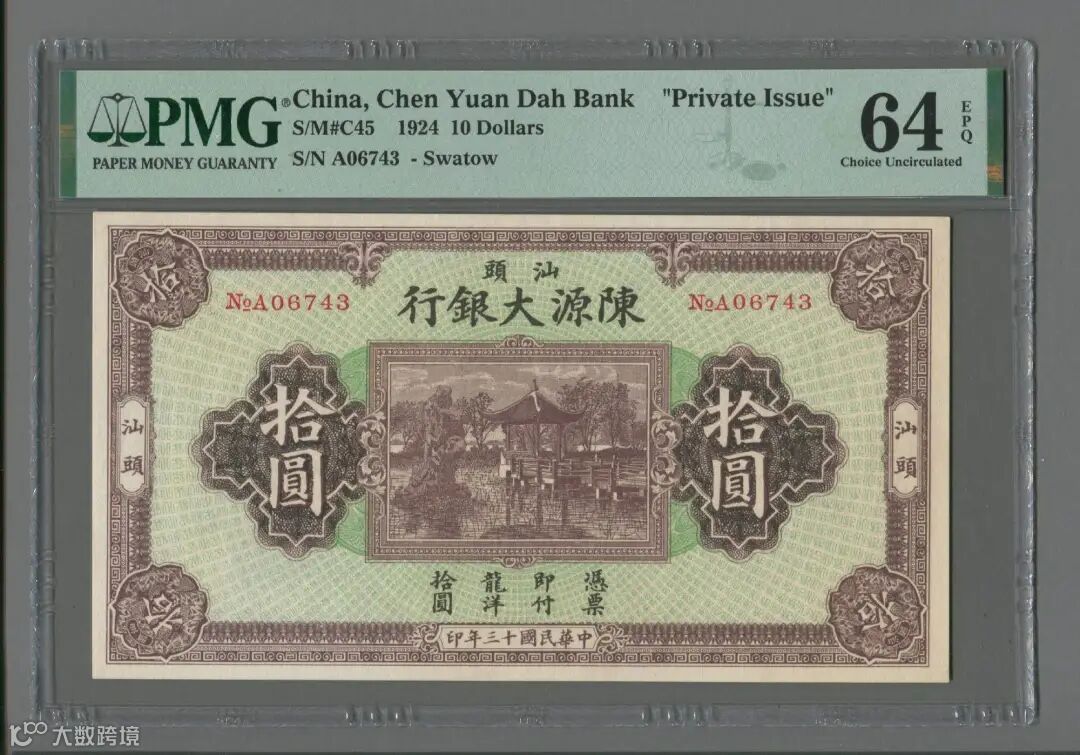 PMG®
PAPER MONEY GUARANTY
China, Chen Yuan Dah Bank "Private Issue"
S/M#C45 1924 10 Dollars
S/N A06743 - Swatow
64 EPQ
Choice Uncirculated
拾
拾
頭汕
行銀大源陳
№A06743
№A06743
拾圓
拾圓
汕頭
汕頭
憑票
即付
龍洋
拾圓
拾
拾
印年三十國民華中
大数跨境